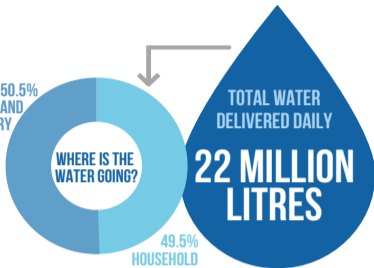 50.5%
AND
RY
WHERE IS THE
WATER GOING?
49.5%
HOUSEHOLD
TOTAL WATER
DELIVERED DAILY
22 MILLION
LITRES